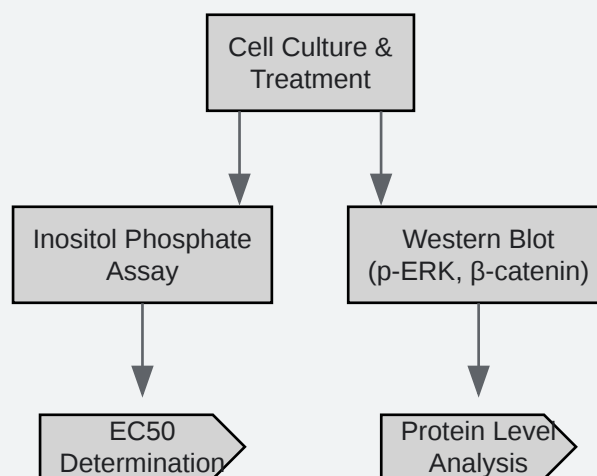 Cell Culture &
Treatment
Inositol Phosphate
Assay
Western Blot
(p-ERK, β-catenin)
EC50
Determination
Protein Level
Analysis